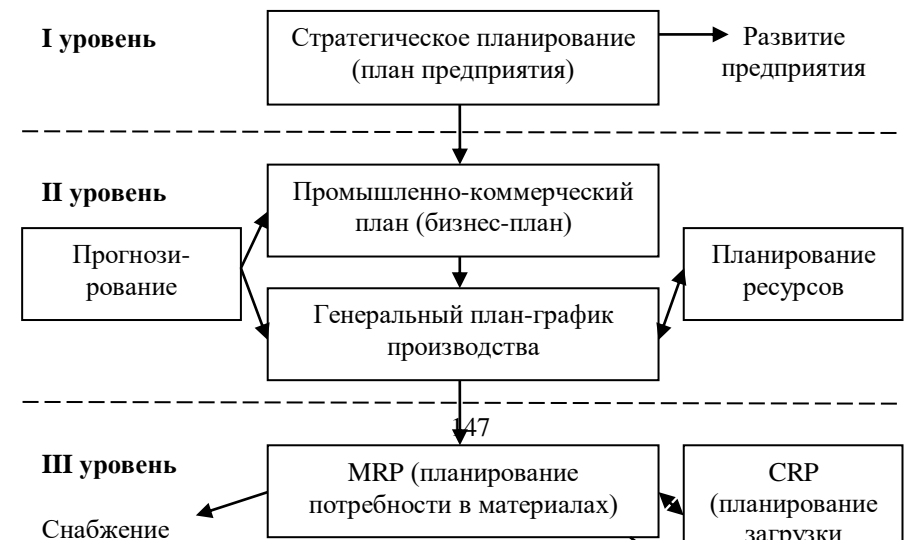 I уровень
Стратегическое планирование
(план предприятия)
Развитие
предприятия
II уровень
Промышленно-коммерческий
план (бизнес-план)
Прогнози-
рование
Планирование
ресурсов
Генеральный план-график
производства
147
III уровень
MRP (планирование
потребности в материалах)
CRP
(планирование
загрузки
Снабжение